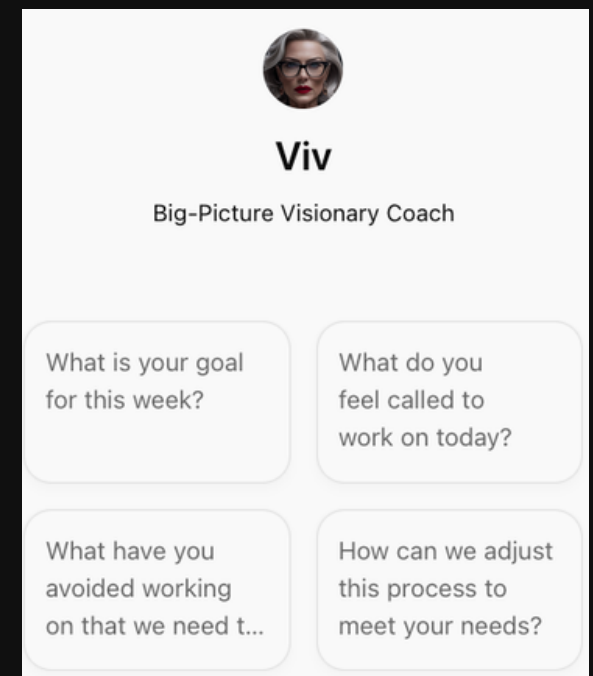 Viv
Big-Picture Visionary Coach
What is your goal
for this week?
What do you
feel called to
work on today?
What have you
avoided working
on that we need t...
How can we adjust
this process to
meet your needs?